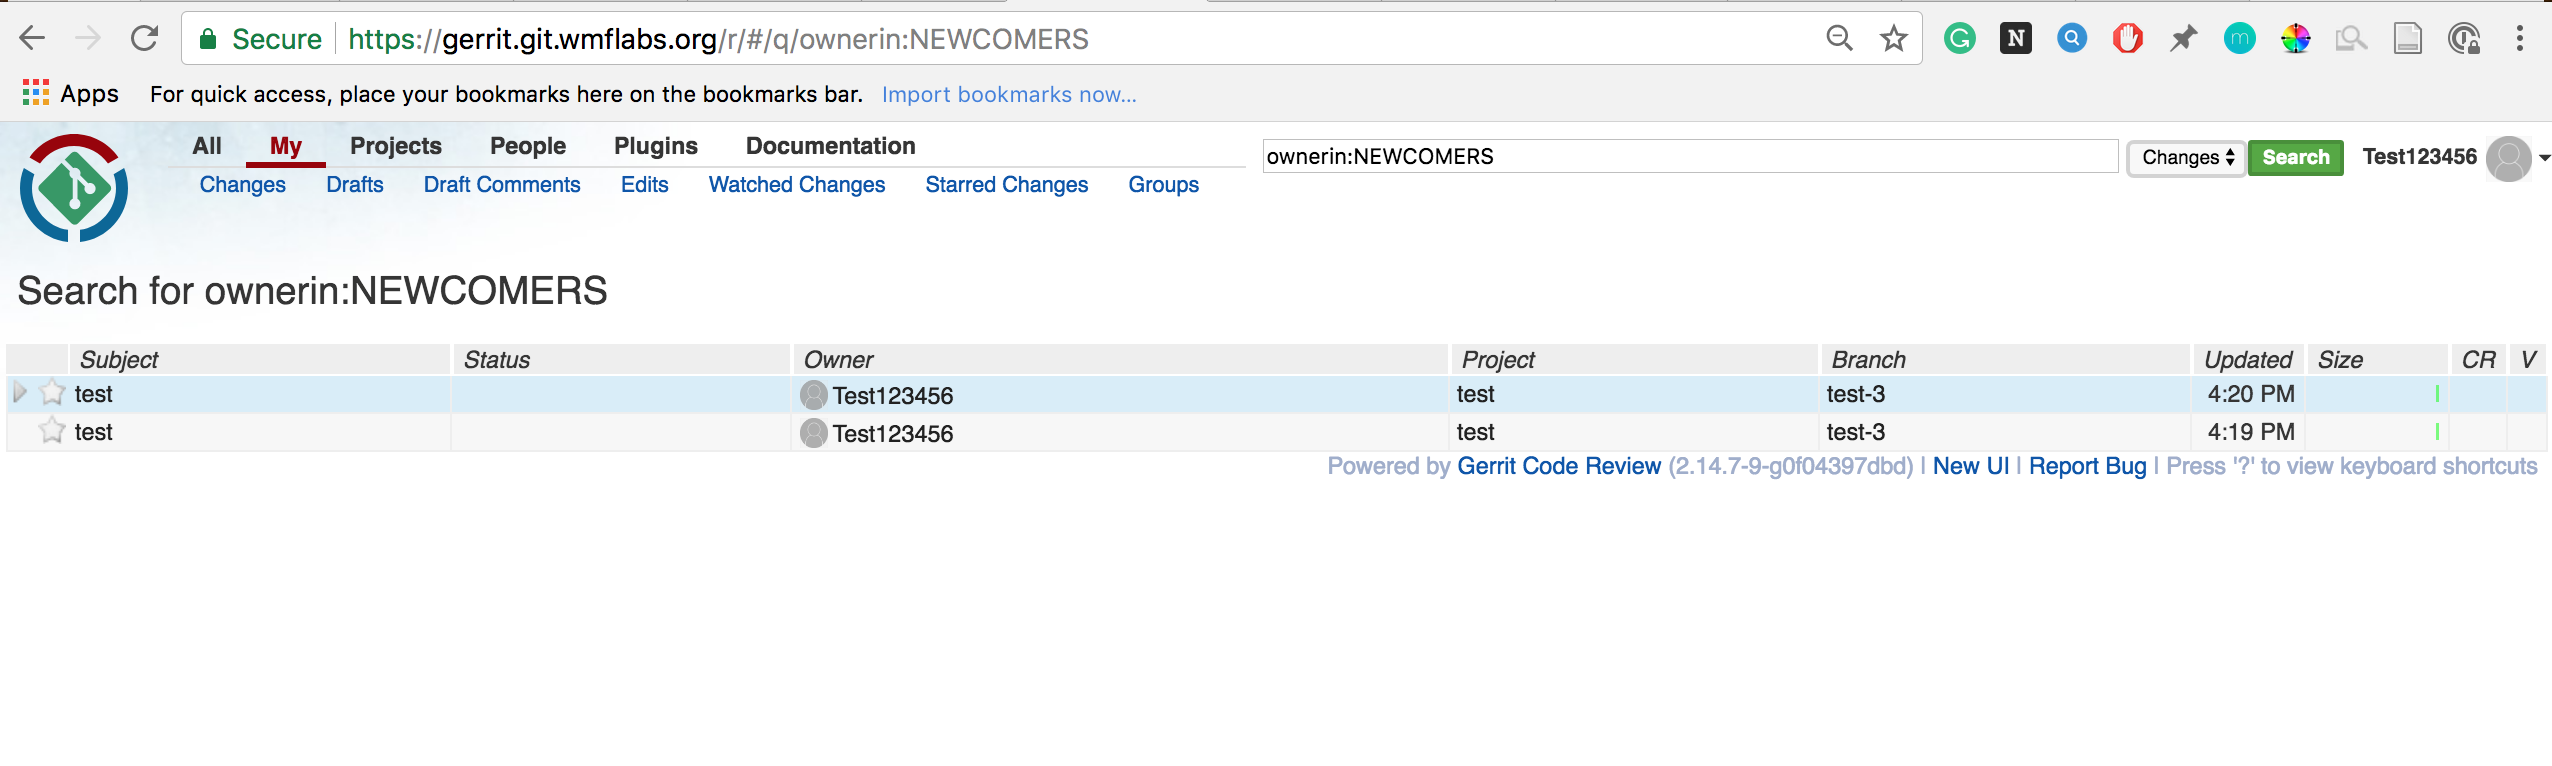 Secure https://gerrit.git.wmflabs.org/r/#/q/ownerin:NEWCOMERS
Apps For quick access, place your bookmarks here on the bookmarks bar. Import bookmarks now...
All My Projects People Plugins Documentation
ownerin:NEWCOMERS Changes Search Test123456
Changes Drafts Draft Comments Edits Watched Changes Starred Changes Groups
Search for ownerin:NEWCOMERS
Subject Status Owner Project Branch Updated Size CR V
test Test123456 test test-3 4:20 PM
test Test123456 test test-3 4:19 PM
Powered by Gerrit Code Review (2.14.7-9-g0f04397dbd) | New UI | Report Bug | Press '?' to view keyboard shortcuts